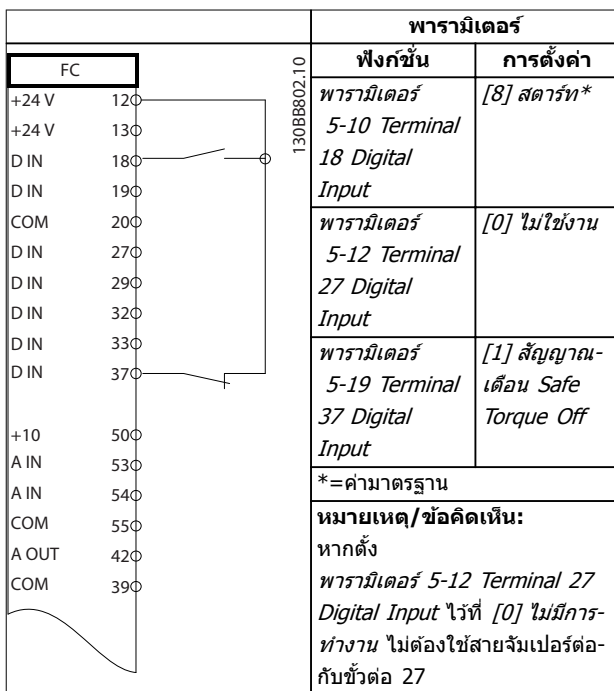 FC
+24 V 12
+24 V 13
D IN 18
D IN 19
COM 20
D IN 27
D IN 29
D IN 32
D IN 33
D IN 37
+10 50
A IN 53
A IN 54
COM 55
A OUT 42
COM 39
130BB802.10
พารามิเตอร์
ฟังก์ชั่น การตั้งค่า
พารามิเตอร์ [8] สตาร์ท*
5-10 Terminal
18 Digital
Input
พารามิเตอร์ [0] ไม่ใช้งาน
5-12 Terminal
27 Digital
Input
พารามิเตอร์ [1] สัญญาณ-
5-19 Terminal เตือน Safe
37 Digital Torque Off
Input
*=ค่ามาตรฐาน
หมายเหตุ/ข้อคิดเห็น:
หากตั้ง
พารามิเตอร์ 5-12 Terminal 27
Digital Input ไว้ที่ [0] ไม่มีการ-
ทำงาน ไม่ต้องใช้สายจัมเปอร์ต่อ-
กับขั้วต่อ 27